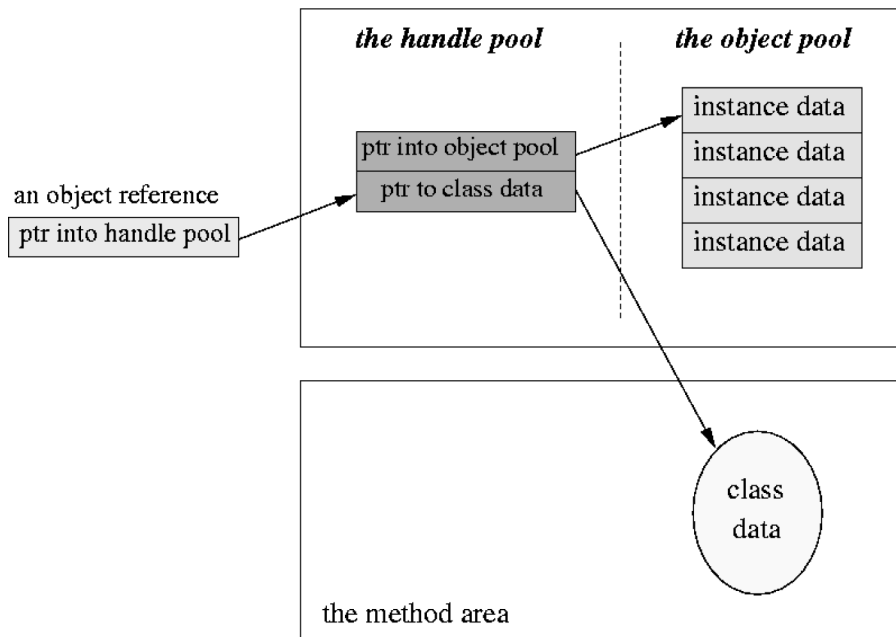 the handle pool
the object pool
ptr into object pool
ptr to class data
instance data
instance data
instance data
instance data
an object reference
ptr into handle pool
class
data
the method area